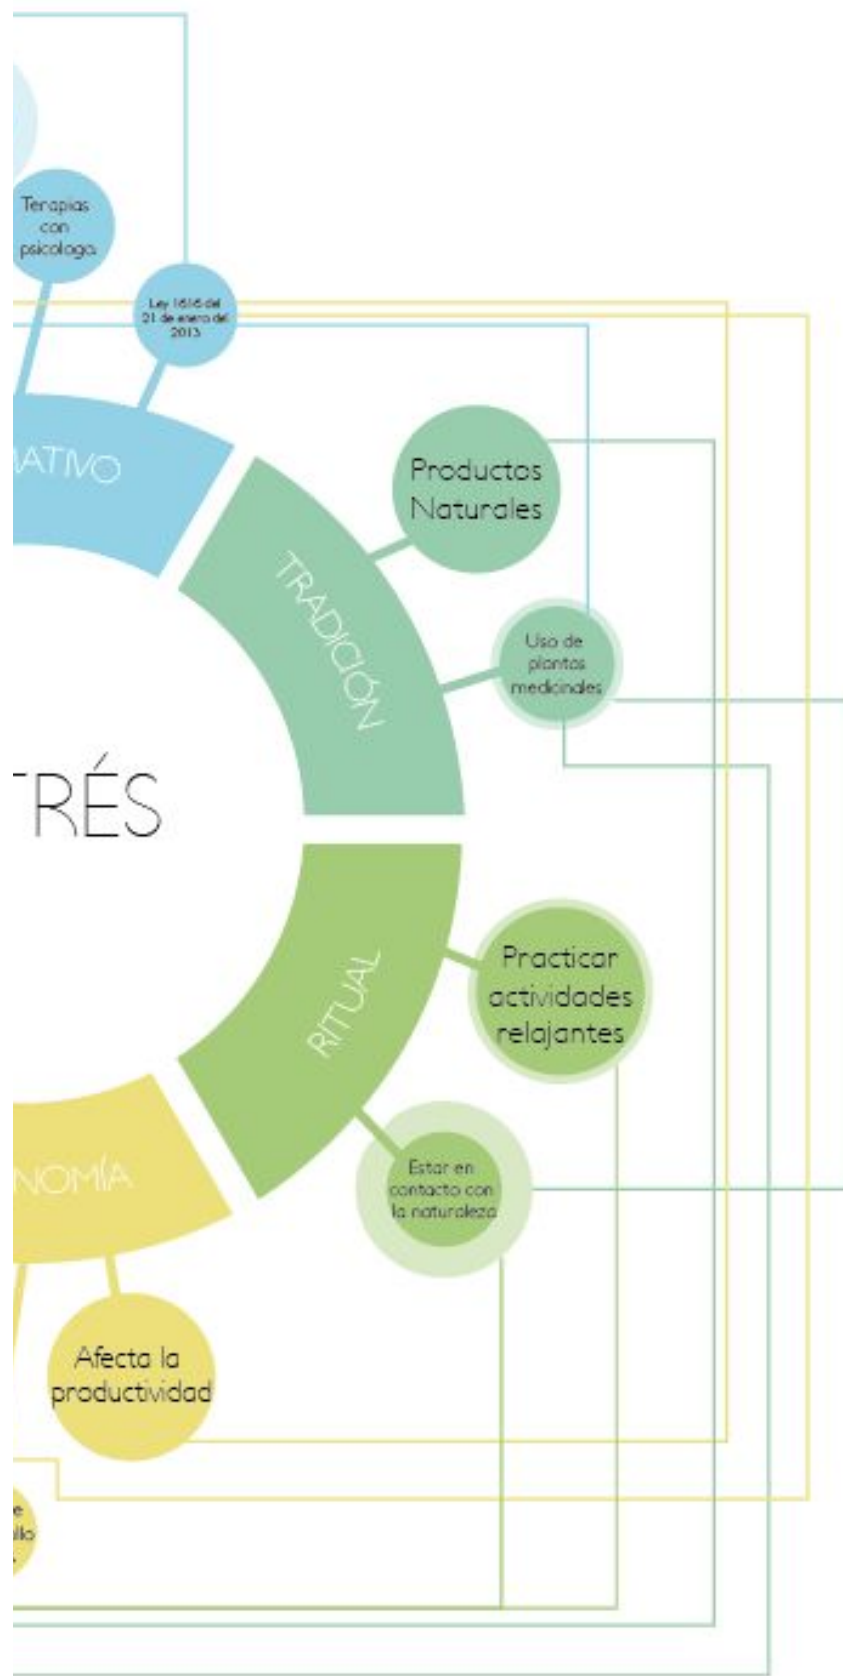 Terapias
con
psicologa
Ley 1616 del
21 de enero del
2013
MATIVO
Productos
Naturales
TRADICIÓN
Uso de
plantas
medicinales
TRÉS
Practicar
actividades
relajantes
RITUAL
Estar en
contacto con
la naturaleza
NOMÍA
Afecta la
productividad